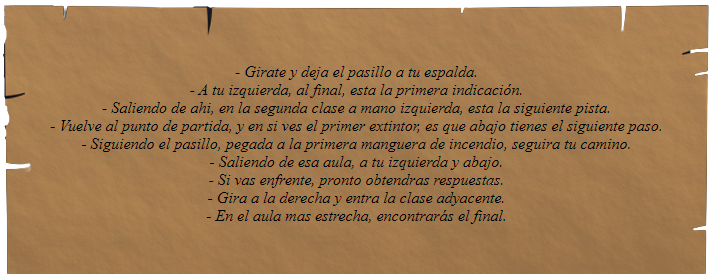 - Girate y deja el pasillo a tu espalda.
- A tu izquierda, al final, esta la primera indicación.
- Saliendo de ahi, en la segunda clase a mano izquierda, esta la siguiente pista.
- Vuelve al punto de partida, y en si ves el primer extintor, es que abajo tienes el siguiente paso.
- Siguiendo el pasillo, pegada a la primera manguera de incendio, seguira tu camino.
- Saliendo de esa aula, a tu izquierda y abajo.
- Si vas enfrente, pronto obtendras respuestas.
- Gira a la derecha y entra la clase adyacente.
- En el aula mas estrecha, encontrarás el final.